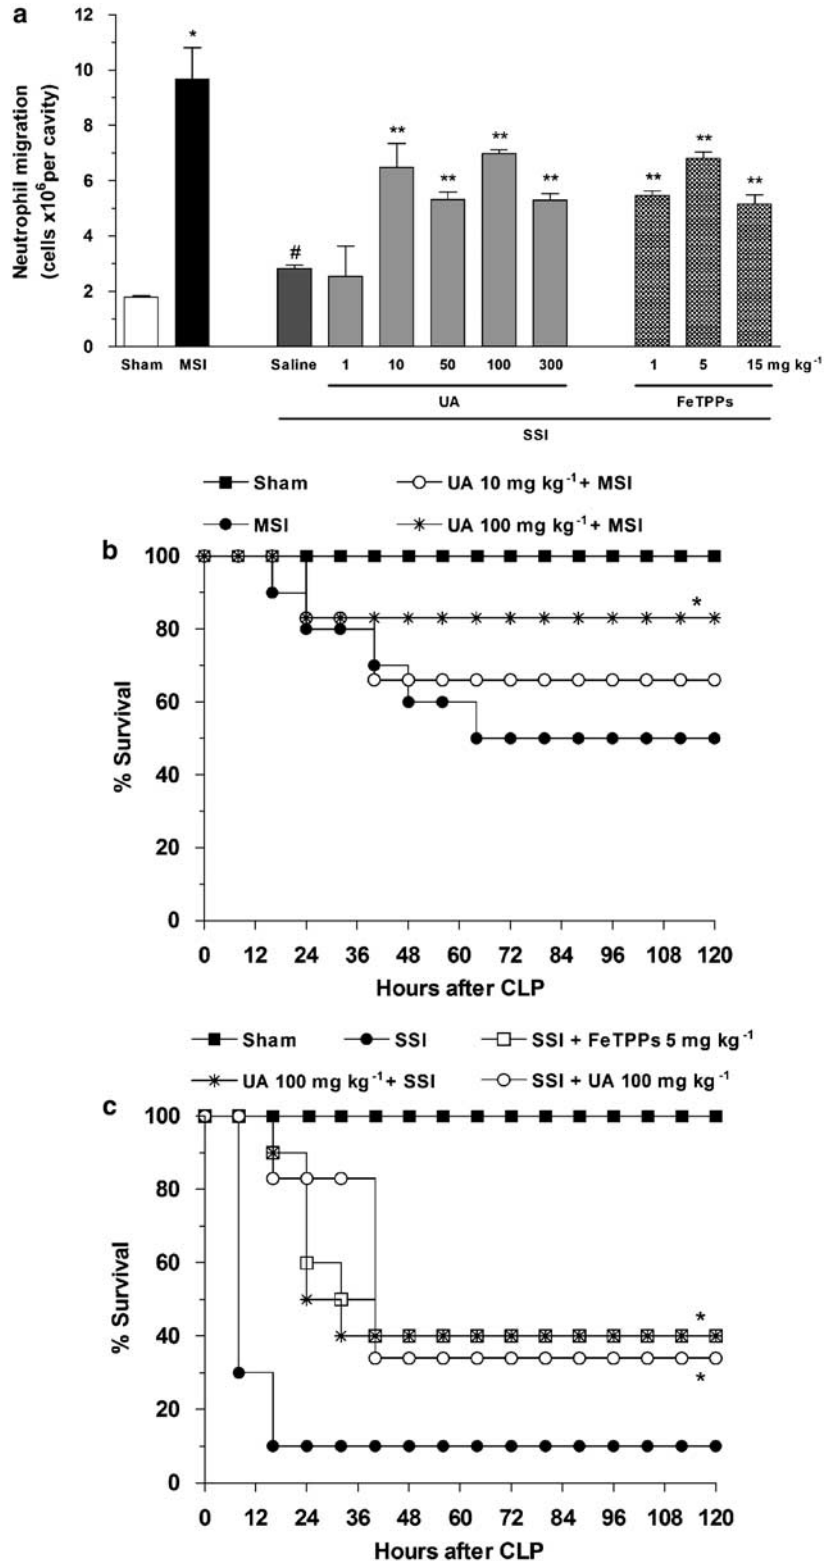 a
Neutrophil migration
(cells x10⁶ per cavity)
12
10
8
6
4
2
0
*
#
** ** ** ** ** ** **
Sham MSI Saline 1 10 50 100 300 1 5 15 mg kg⁻¹
UA FeTPPs
SSI
Sham UA 10 mg kg⁻¹ + MSI
MSI UA 100 mg kg⁻¹ + MSI
b
% Survival
100
80
60
40
20
0
*
0 12 24 36 48 60 72 84 96 108 120
Hours after CLP
Sham SSI SSI + FeTPPs 5 mg kg⁻¹
UA 100 mg kg⁻¹ + SSI SSI + UA 100 mg kg⁻¹
c
% Survival
100
80
60
40
20
0
*
*
0 12 24 36 48 60 72 84 96 108 120
Hours after CLP